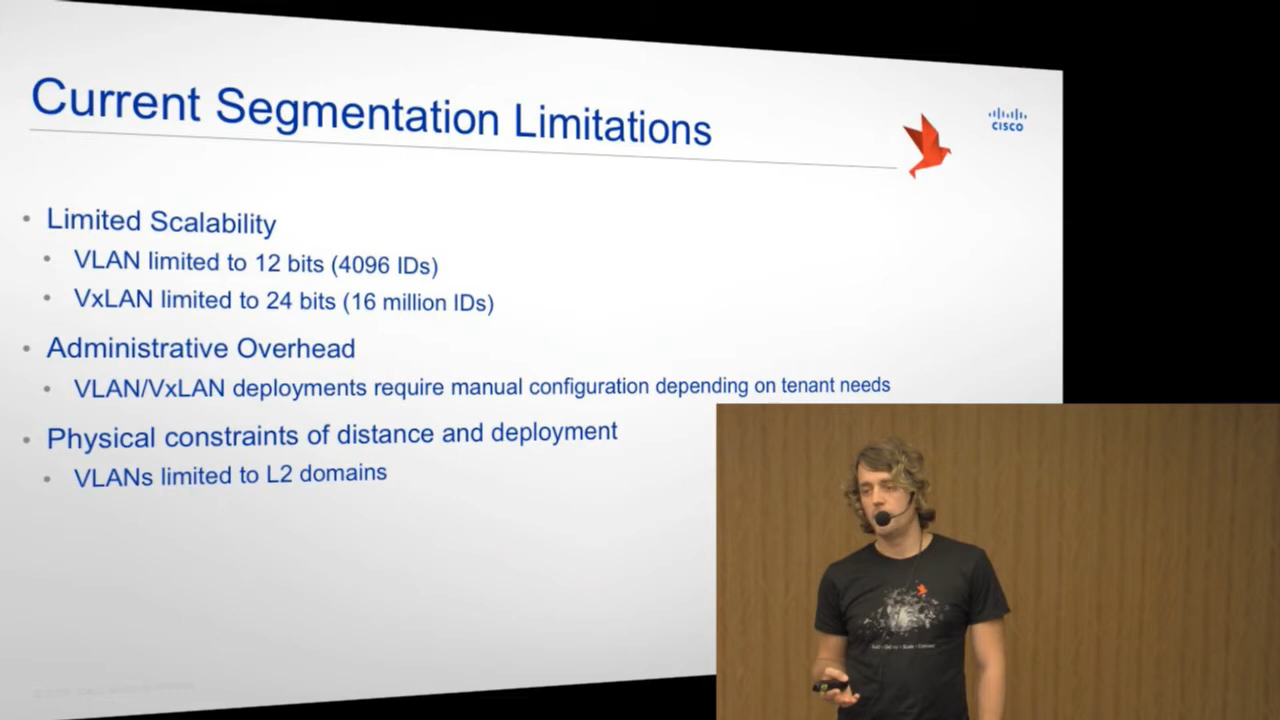 Current Segmentation Limitations
CISCO
• Limited Scalability
• VLAN limited to 12 bits (4096 IDs)
• VxLAN limited to 24 bits (16 million IDs)
• Administrative Overhead
• VLAN/VxLAN deployments require manual configuration depending on tenant needs
• Physical constraints of distance and deployment
• VLANs limited to L2 domains